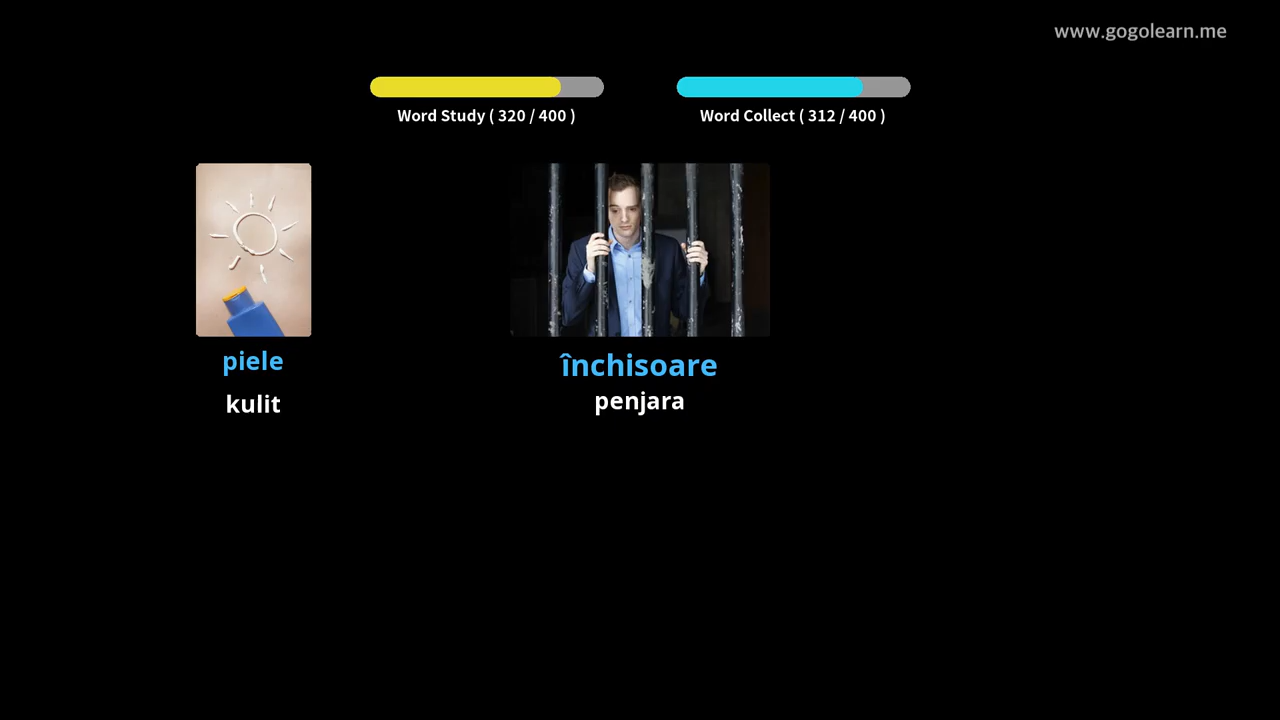 www.gogolearn.me
Word Study ( 320 / 400 )
Word Collect ( 312 / 400 )
piele
kulit
închisoare
penjara